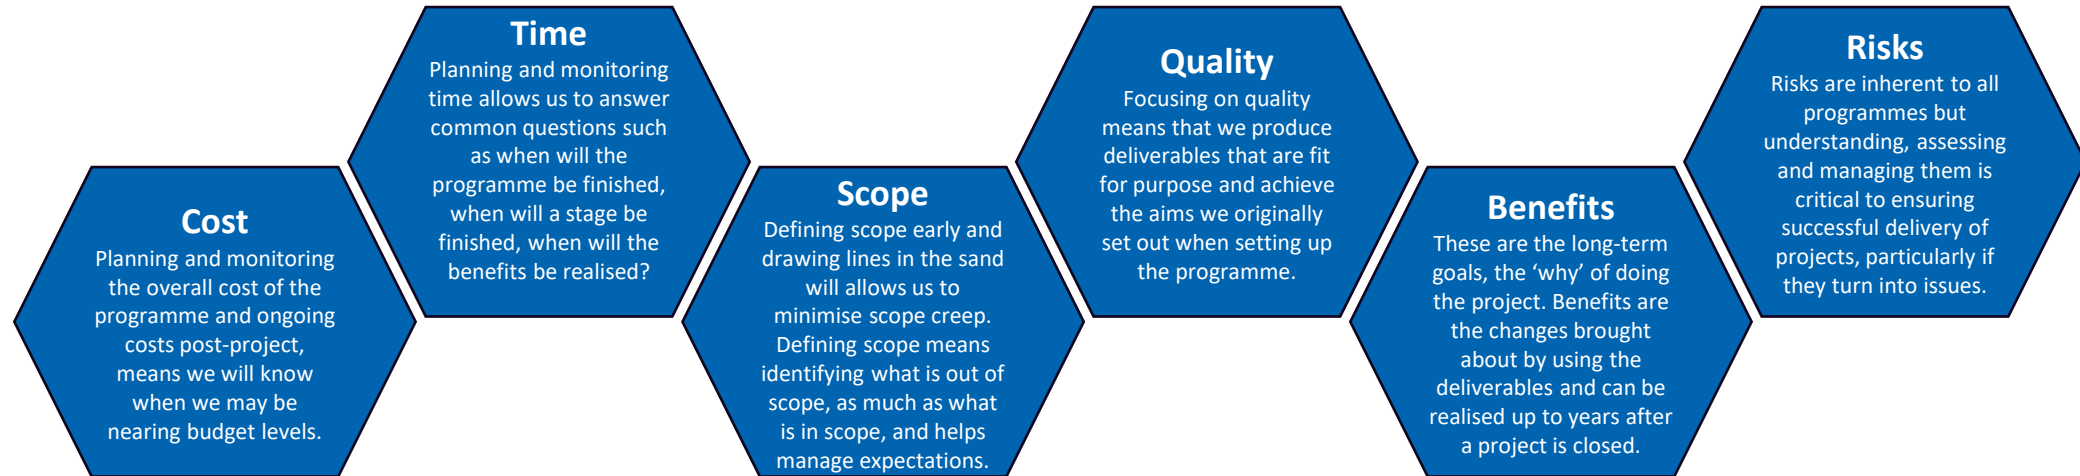 Cost
Planning and monitoring
the overall cost of the
programme and ongoing
costs post-project,
means we will know
when we may be
nearing budget levels.
Time
Planning and monitoring
time allows us to answer
common questions such
as when will the
programme be finished,
when will a stage be
finished, when will the
benefits be realised?
Scope
Defining scope early and
drawing lines in the sand
will allows us to
minimise scope creep.
Defining scope means
identifying what is out of
scope, as much as what
is in scope, and helps
manage expectations.
Quality
Focusing on quality
means that we produce
deliverables that are fit
for purpose and achieve
the aims we originally
set out when setting up
the programme.
Benefits
These are the long-term
goals, the ‘why’ of doing
the project. Benefits are
the changes brought
about by using the
deliverables and can be
realised up to years after
a project is closed.
Risks
Risks are inherent to all
programmes but
understanding, assessing
and managing them is
critical to ensuring
successful delivery of
projects, particularly if
they turn into issues.